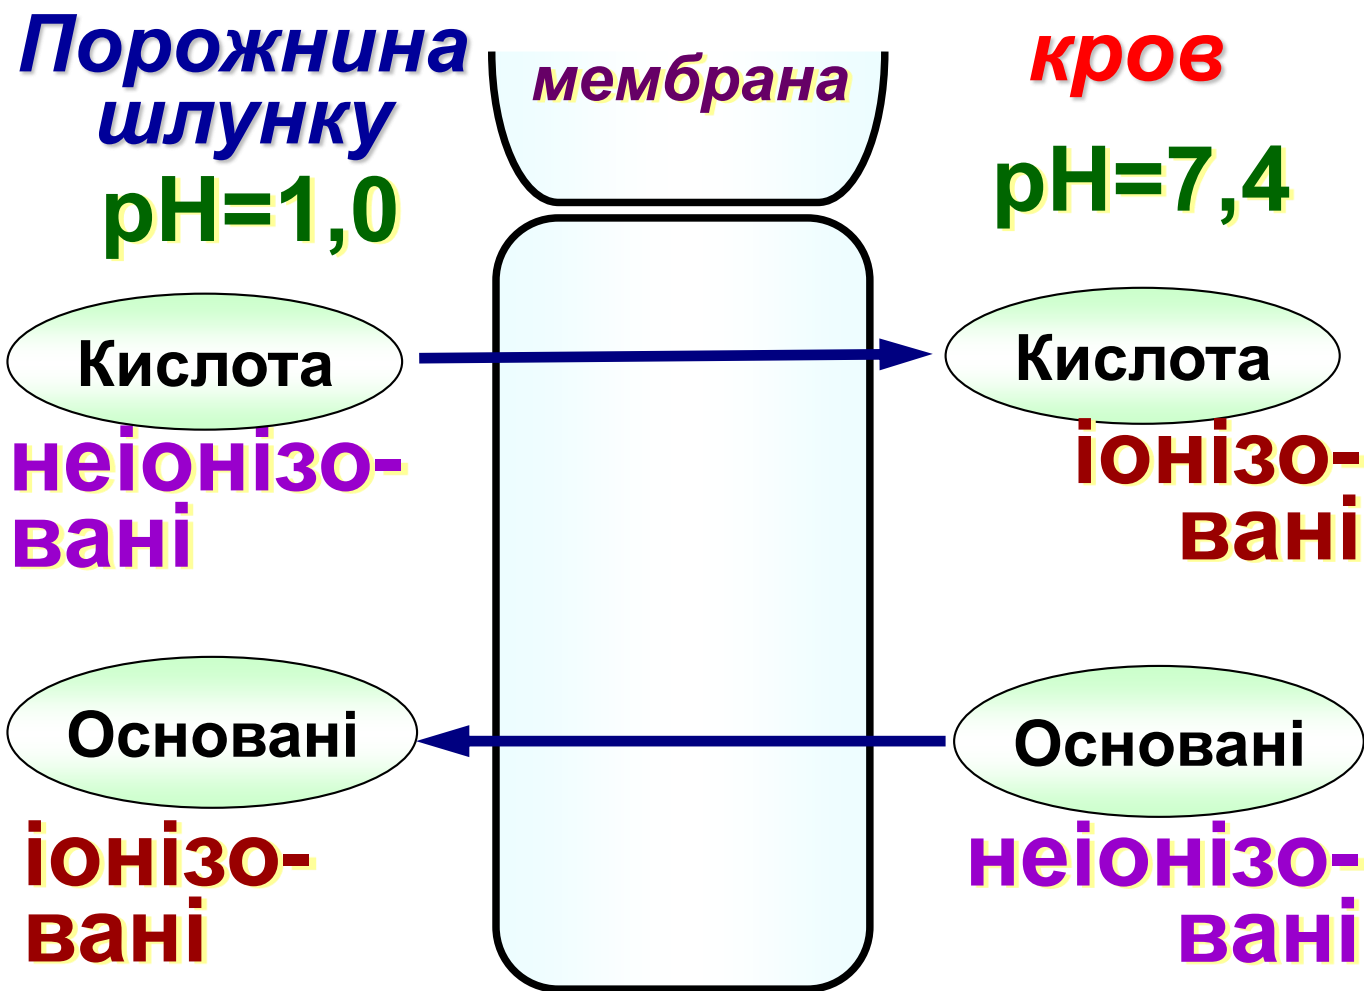 Порожнина
шлунку
pH=1,0
мембрана
кров
pH=7,4
Кислота
неіонізо-
вані
Кислота
іонізо-
вані
Основані
іонізо-
вані
Основані
неіонізо-
вані